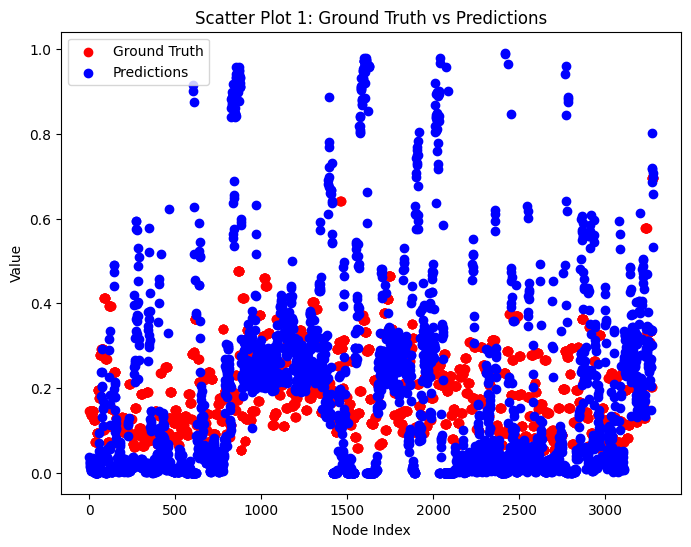 Scatter Plot 1: Ground Truth vs Predictions
Ground Truth
Predictions
Value
1.0
0.8
0.6
0.4
0.2
0.0
0 500 1000 1500 2000 2500 3000
Node Index